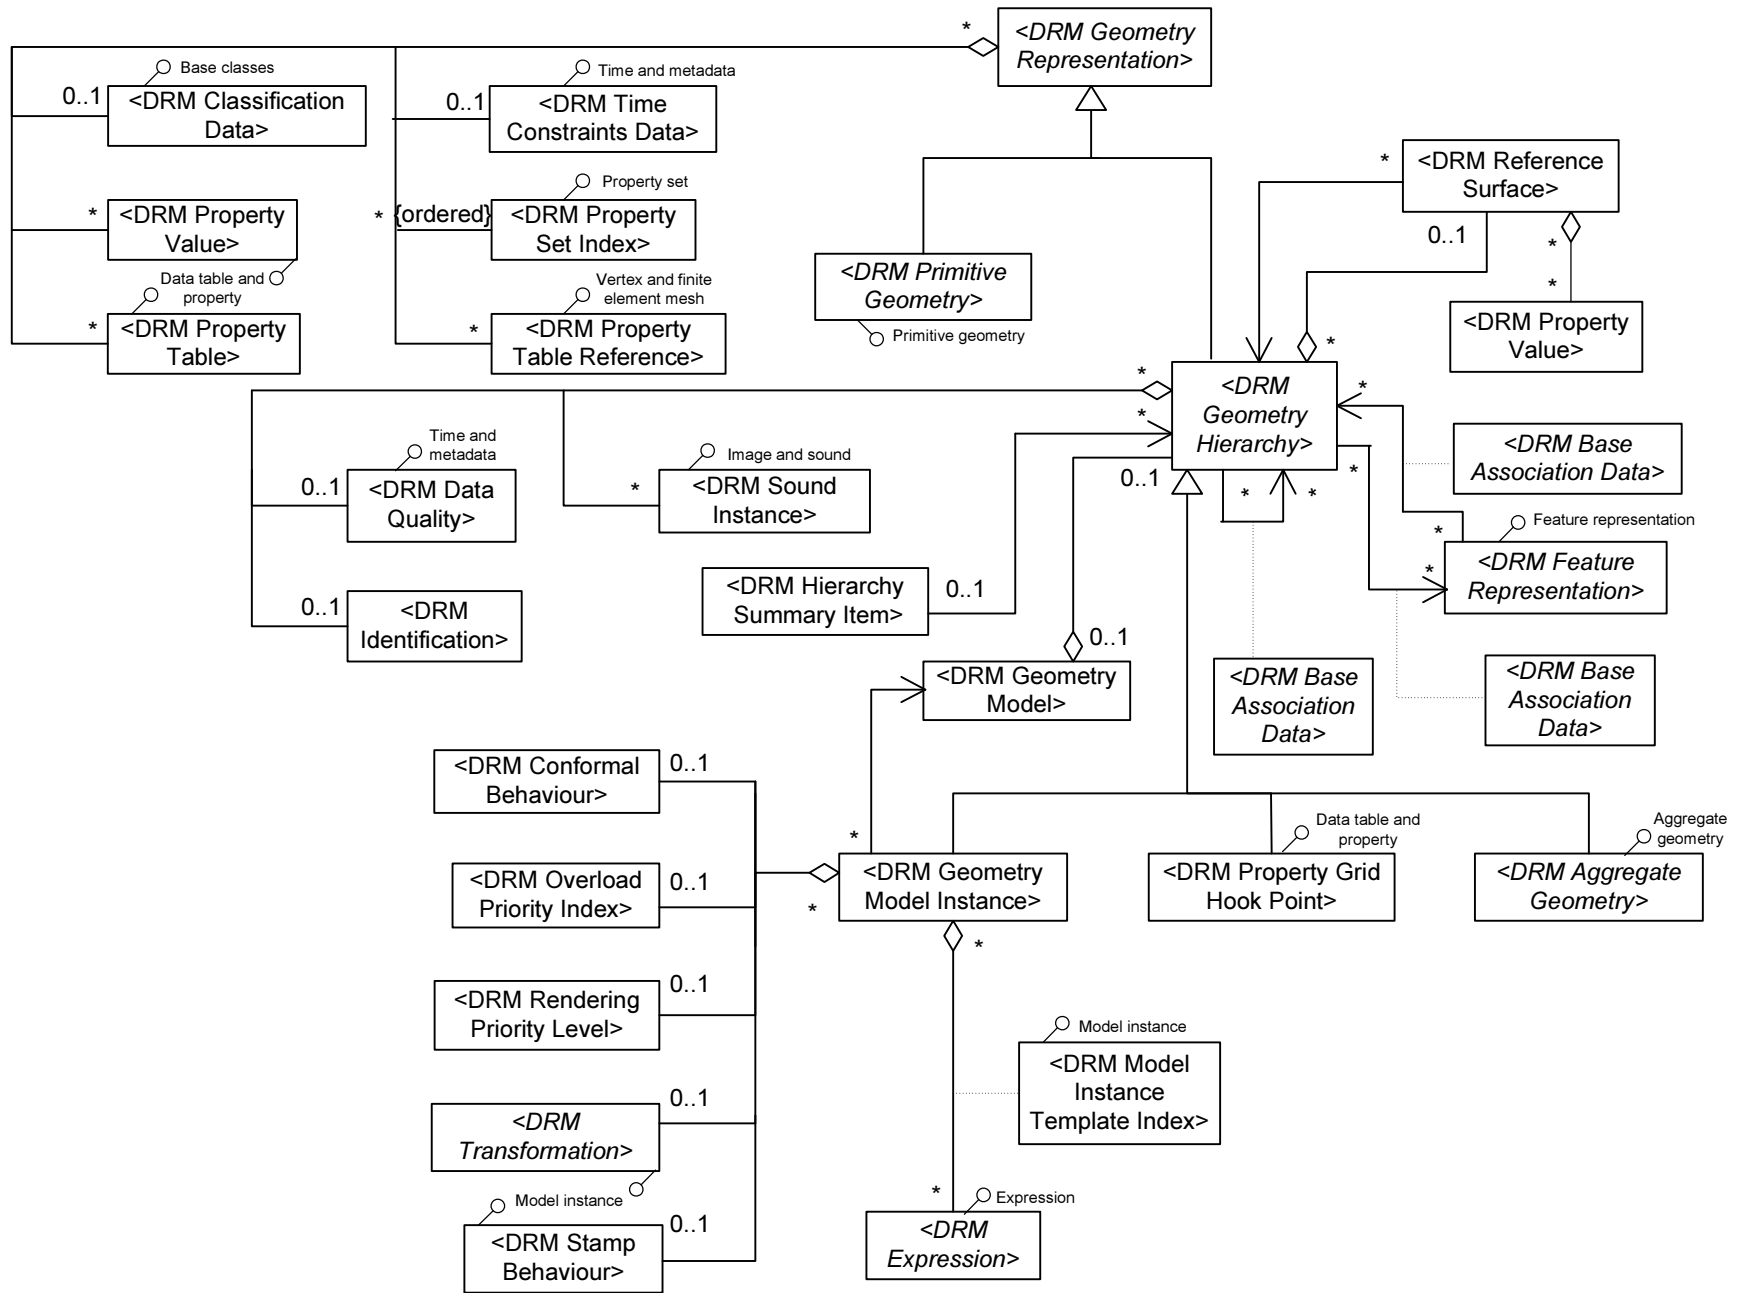 *
<DRM Geometry
Representation>
Base classes
0..1
<DRM Classification
Data>
Time and metadata
0..1
<DRM Time
Constraints Data>
*
<DRM Property
Value>
Property set
*
{ordered}
<DRM Property
Set Index>
Data table and
property
*
<DRM Property
Table>
Vertex and finite
element mesh
*
<DRM Property
Table Reference>
<DRM Primitive
Geometry>
Primitive geometry
*
<DRM Reference
Surface>
0..1
*
*
<DRM Property
Value>
*
*
<DRM
Geometry
Hierarchy>
*
*
*
<DRM Base
Association Data>
Time and
metadata
0..1
<DRM Data
Quality>
Image and sound
*
<DRM Sound
Instance>
0..1
*
*
*
*
Feature representation
*
<DRM Feature
Representation>
0..1
<DRM
Identification>
<DRM Hierarchy
Summary Item>
0..1
0..1
<DRM Geometry
Model>
<DRM Base
Association
Data>
<DRM Base
Association
Data>
<DRM Conformal
Behaviour>
0..1
*
<DRM Geometry
Model Instance>
*
*
Data table and
property
<DRM Property Grid
Hook Point>
Aggregate
geometry
<DRM Aggregate
Geometry>
<DRM Overload
Priority Index>
0..1
<DRM Rendering
Priority Level>
0..1
Model instance
<DRM Model
Instance
Template Index>
<DRM
Transformation>
0..1
Model instance
<DRM Stamp
Behaviour>
0..1
*
Expression
<DRM
Expression>